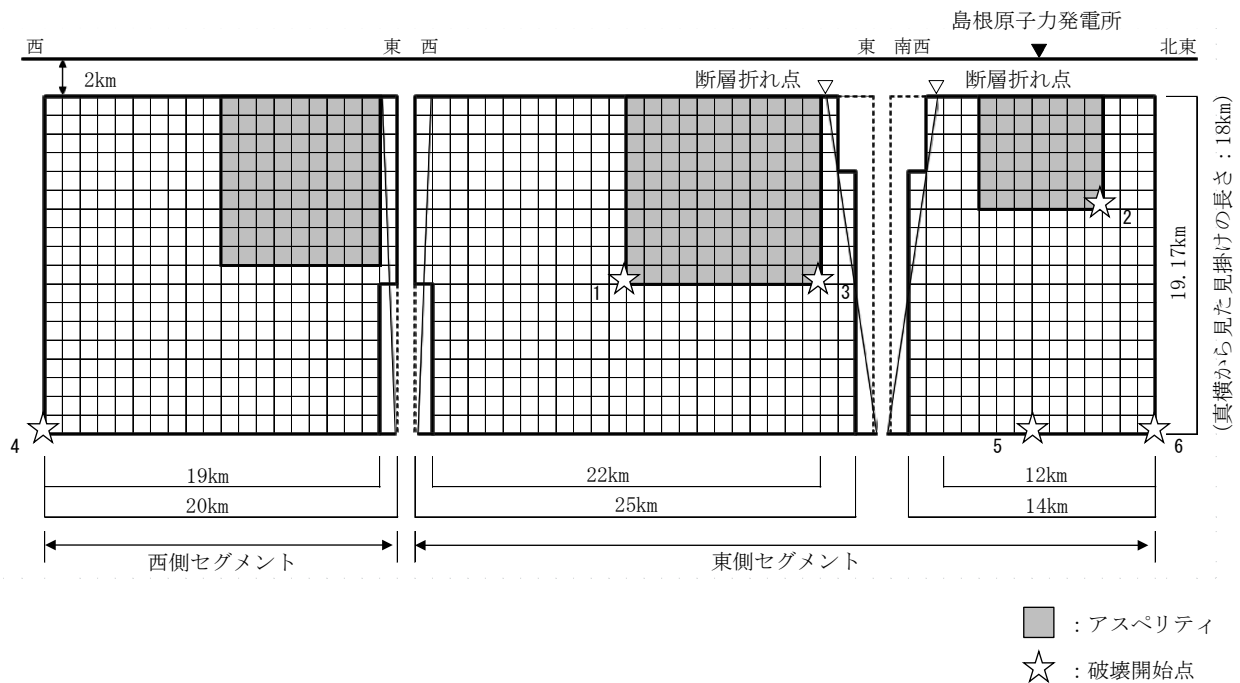 島根原子力発電所
西
東
西
東
南西
北東
2km
断層折れ点
断層折れ点
1
2
3
4
5
6
19.17km
(真横から見た見掛けの長さ:18km)
19km
22km
12km
20km
25km
14km
西側セグメント
東側セグメント
:アスペリティ
:破壊開始点